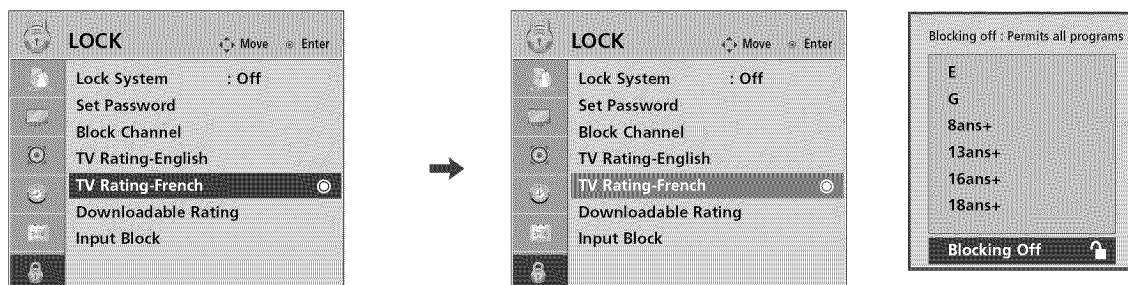 LOCK
Move Enter
Lock System : Off
Set Password
Block Channel
TV Rating-English
TV Rating-French
Downloadable Rating
Input Block
LOCK
Move Enter
Lock System : Off
Set Password
Block Channel
TV Rating-English
TV Rating-French
Downloadable Rating
Input Block
Blocking off : Permits all programs
E
G
8ans+
13ans+
16ans+
18ans+
Blocking Off